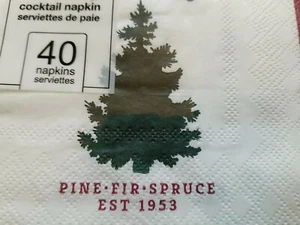 cocktail napkin
serviettes de paie
40
napkins
serviettes
PINE·FIR·SPRUCE
EST 1953